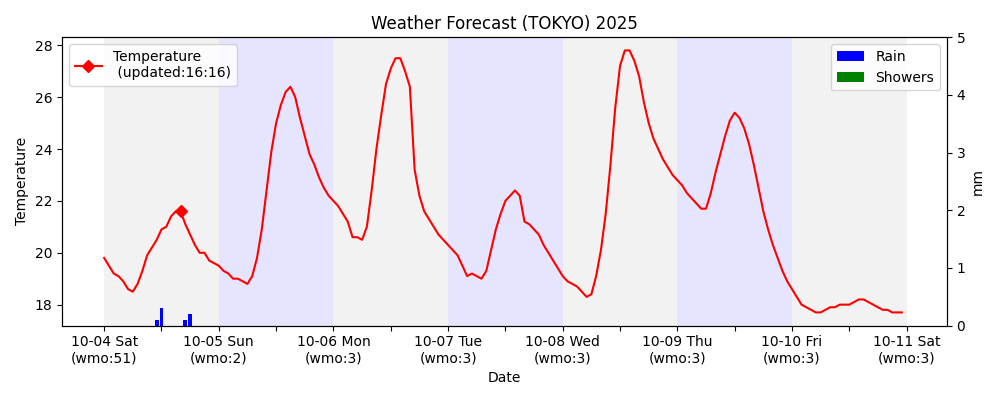 Weather Forecast (TOKYO) 2025
Temperature
(updated:16:16)
Rain
Showers
28
26
24
22
20
18
Temperature
5
4
3
2
1
0
mm
10-04 Sat
(wmo:51)
10-05 Sun
(wmo:2)
10-06 Mon
(wmo:3)
10-07 Tue
(wmo:3)
10-08 Wed
(wmo:3)
10-09 Thu
(wmo:3)
10-10 Fri
(wmo:3)
10-11 Sat
(wmo:3)
Date